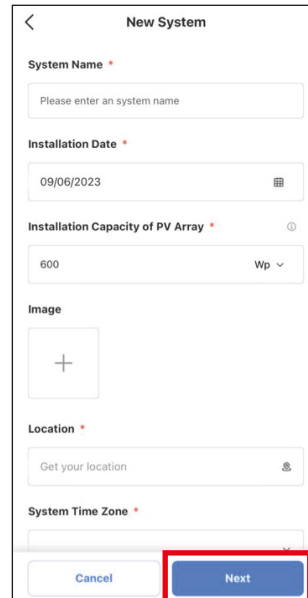 New System
System Name *
Please enter an system name
Installation Date *
09/06/2023
Installation Capacity of PV Array *
600 Wp
Image
Location *
Get your location
System Time Zone *
Cancel Next